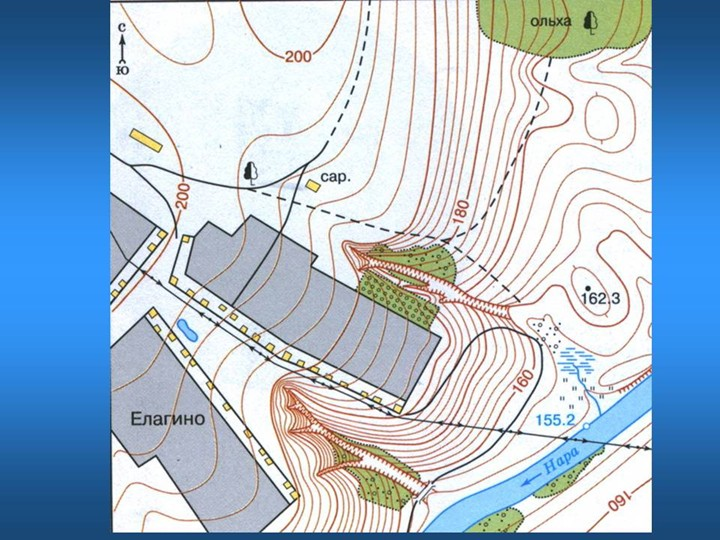 ольха
с
ю
200
сар.
200
180
162.3
160
Елагино
155.2
Нара
160